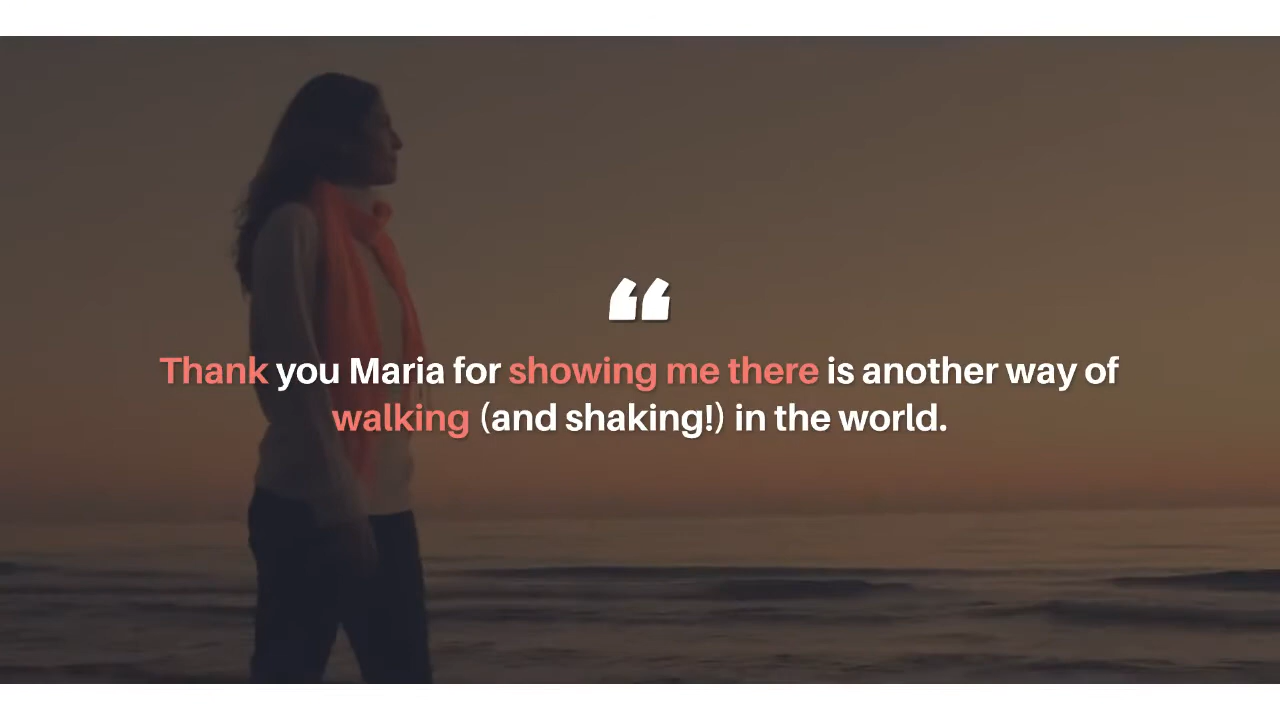 “
Thank you Maria for showing me there is another way of
walking (and shaking!) in the world.